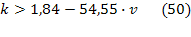 k > 1,84 − 54,55 · v (50)